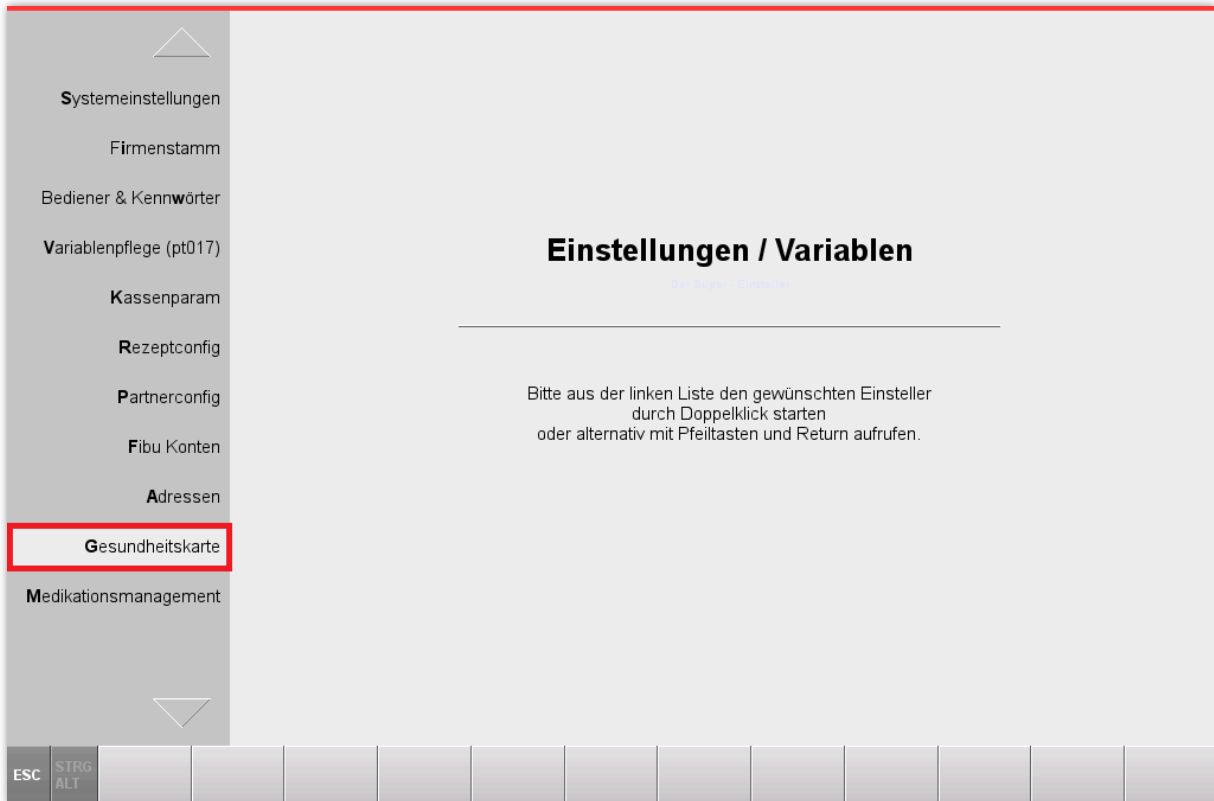 Systemeinstellungen
Firmenstamm
Bediener & Kennwörter
Variablenpflege (pt017)
Kassenparam
Rezeptconfig
Partnerconfig
Fibu Konten
Adressen
Gesundheitskarte
Medikationsmanagement
Einstellungen / Variablen
Bitte aus der linken Liste den gewünschten Einsteller
durch Doppelklick starten
oder alternativ mit Pfeiltasten und Return aufrufen.
ESC
STRG
ALT